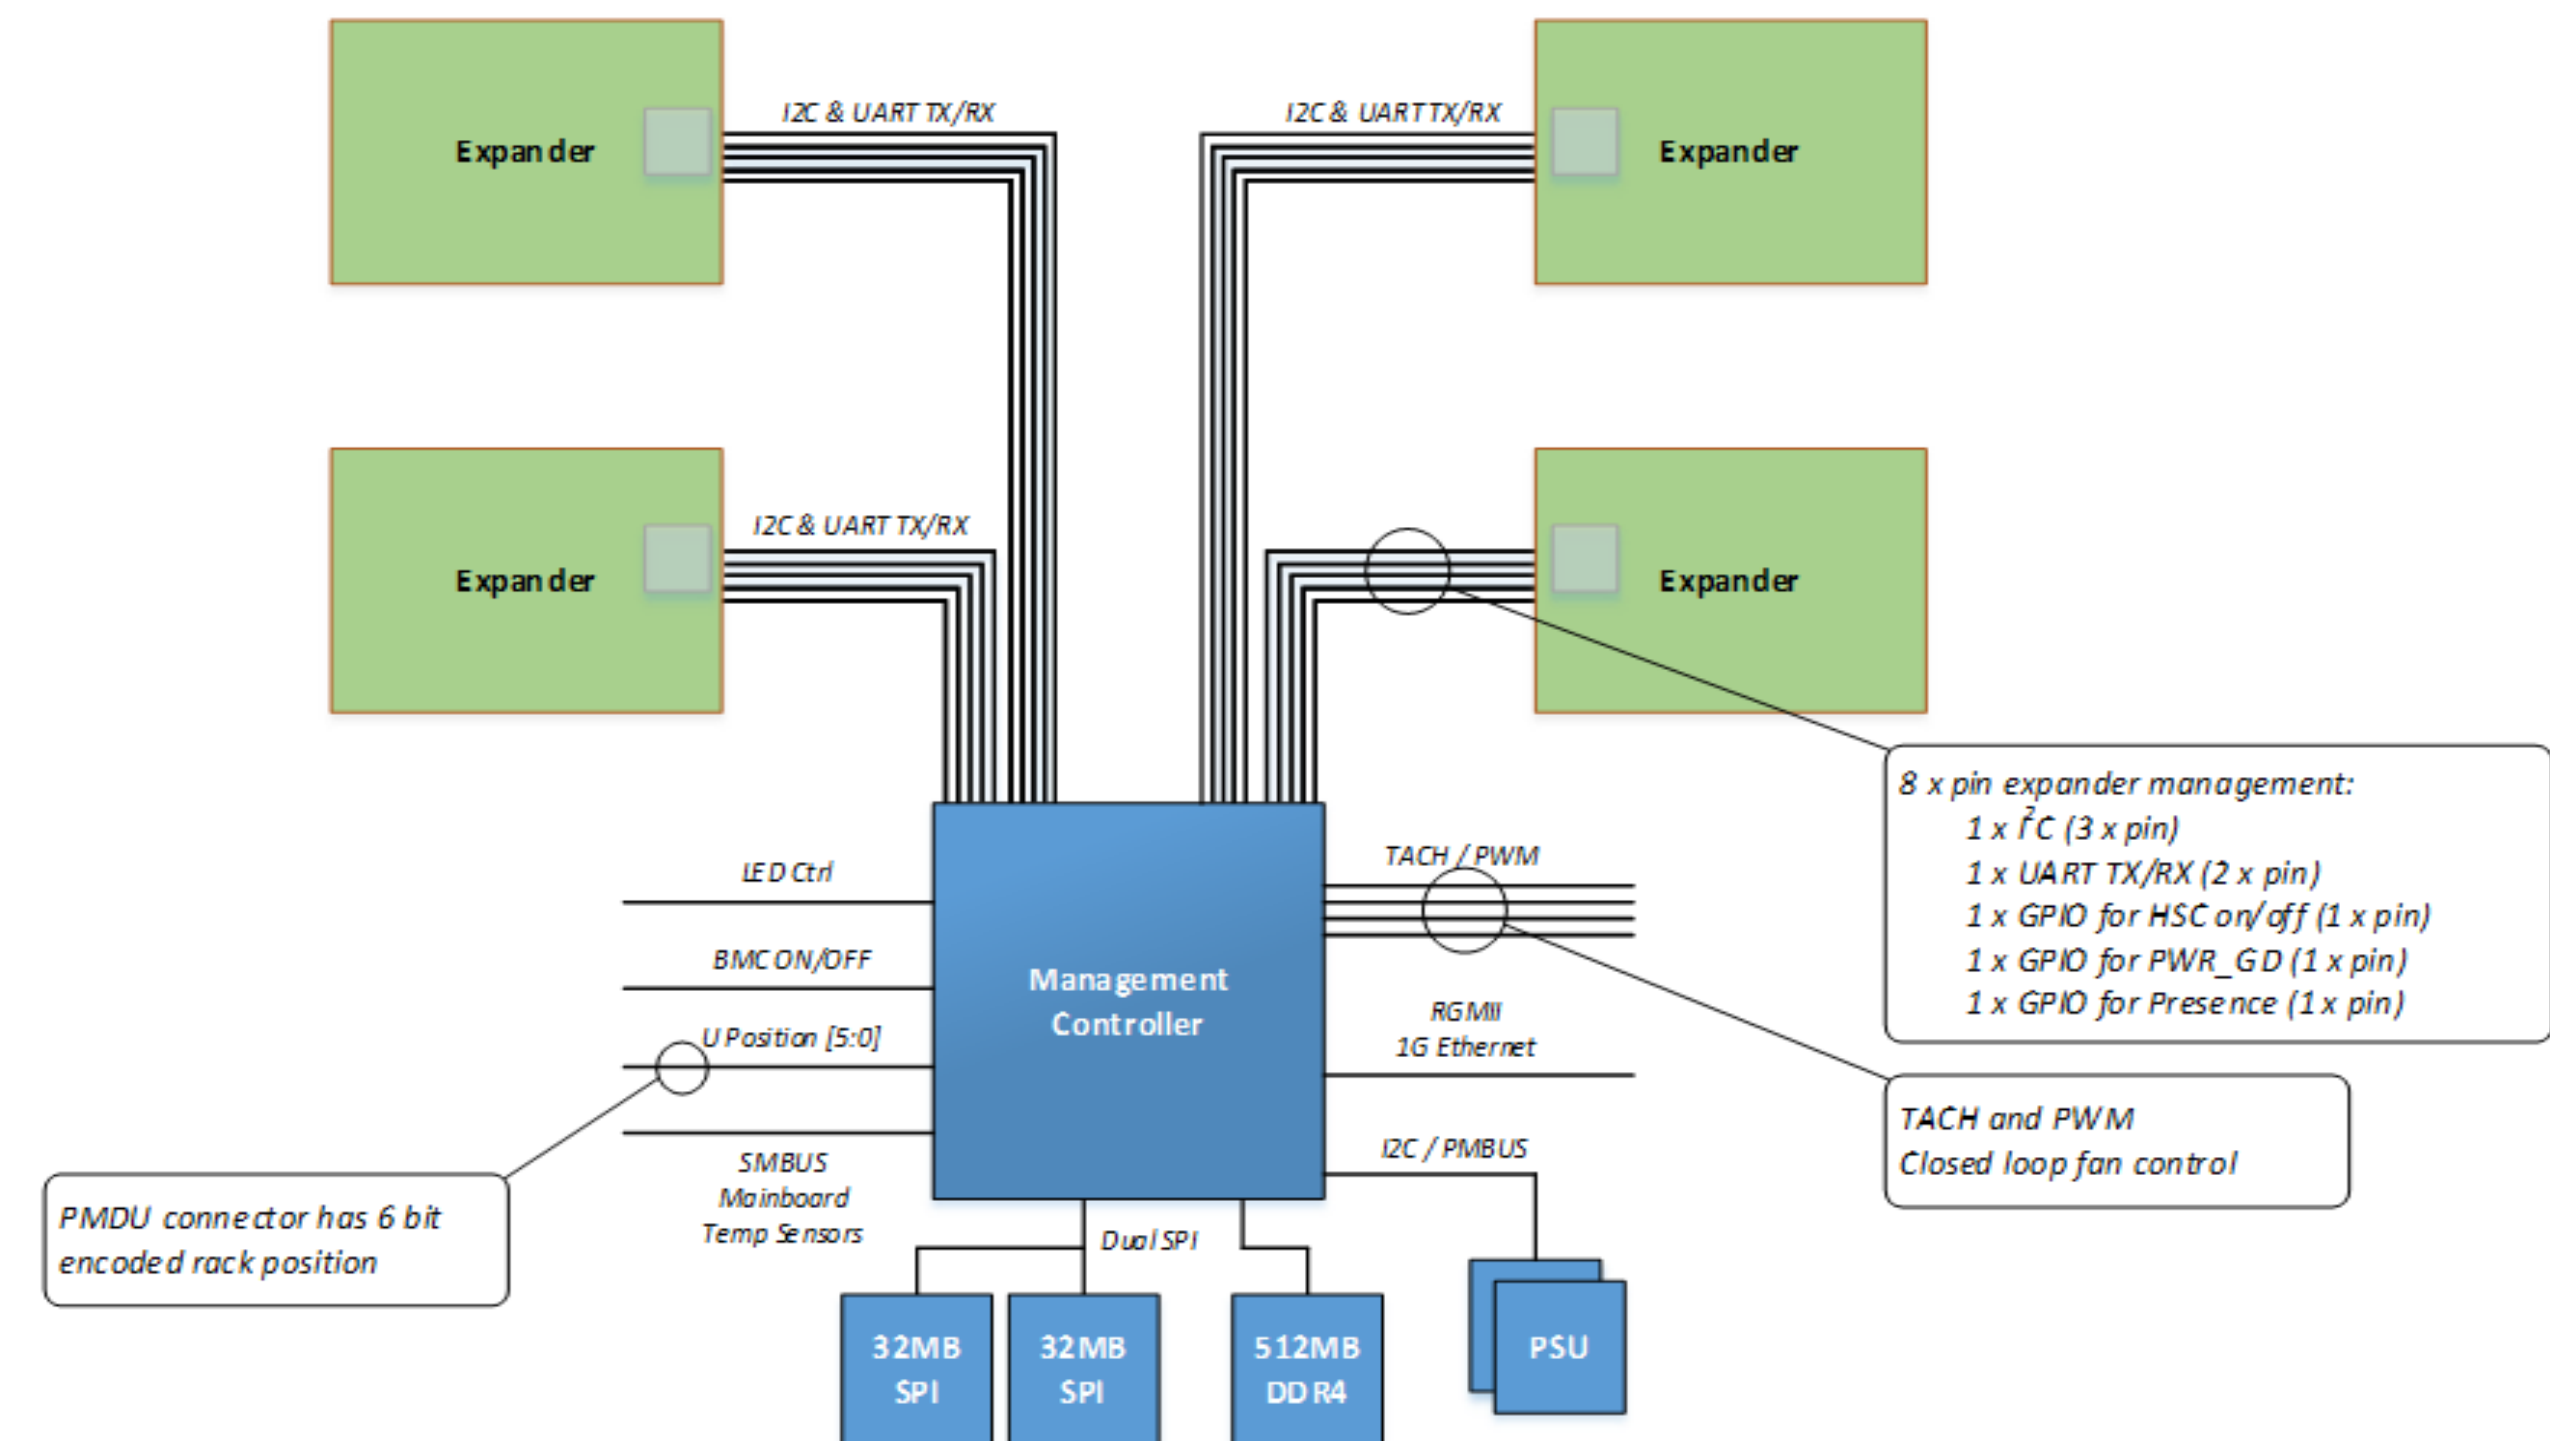 I2C & UART TX/RX
I2C & UART TX/RX
Expander
Expander
I2C & UART TX/RX
Expander
Expander
8 x pin expander management:
1 x I²C (3 x pin)
1 x UART TX/RX (2 x pin)
1 x GPIO for HSC on/off (1 x pin)
1 x GPIO for PWR_GD (1 x pin)
1 x GPIO for Presence (1 x pin)
LED Ctrl
BMC ON/OFF
U Position [5:0]
SMBUS
Mainboard
Temp Sensors
PMDU connector has 6 bit
encoded rack position
Management
Controller
TACH / PWM
RGMII
1G Ethernet
I2C / PMBUS
TACH and PWM
Closed loop fan control
Dual SPI
32MB
SPI
32MB
SPI
512MB
DDR4
PSU